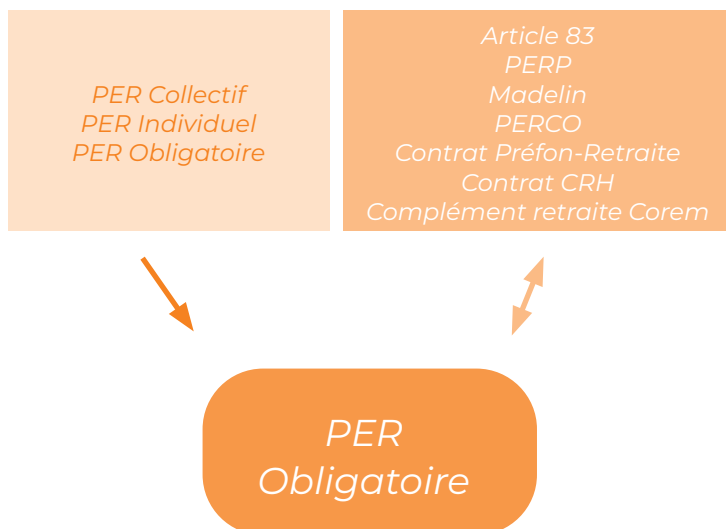 PER Collectif
PER Individuel
PER Obligatoire
Article 83
PERP
Madelin
PERCO
Contrat Préfon-Retraite
Contrat CRH
Complément retraite Corem
PER
Obligatoire